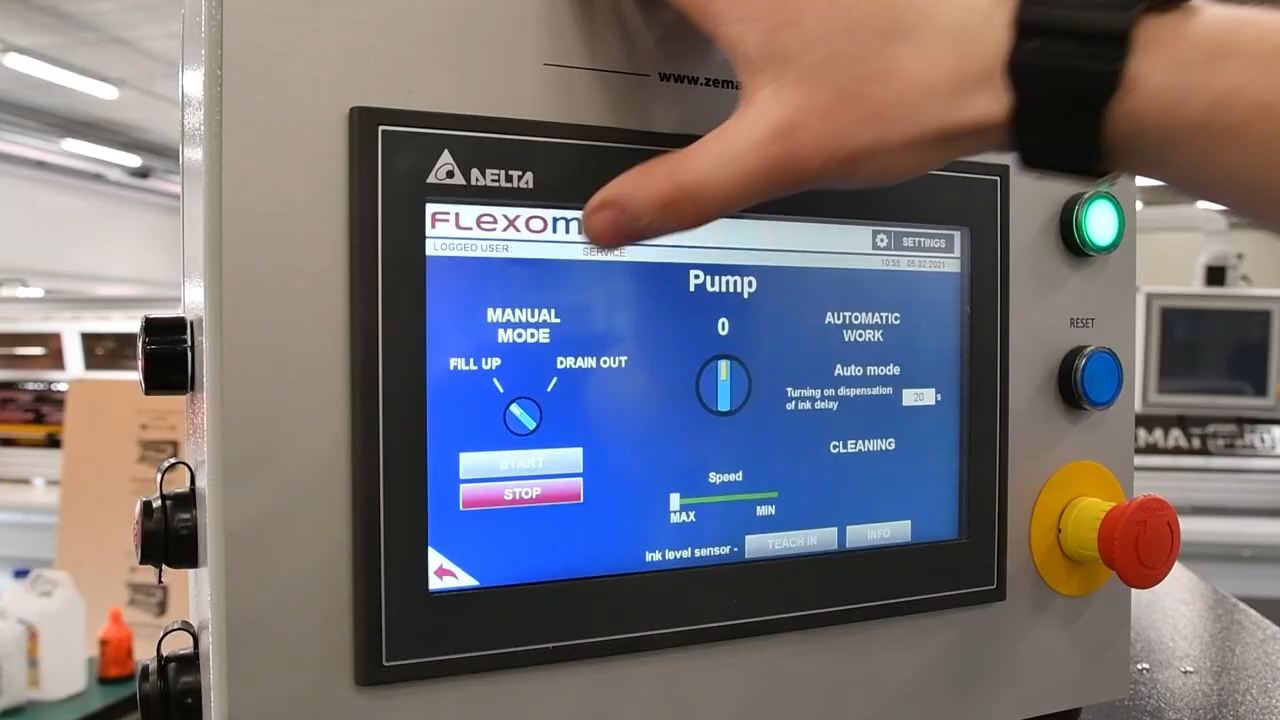 www.zema
DELTA
FLexom
SETTINGS
LOGGED USER:
SERVICE
10:55 05.02.2021
Pump
MANUAL
MODE
0
AUTOMATIC
WORK
FILL UP
DRAIN OUT
Auto mode
Turning on dispensation
of ink delay
20 s
START
STOP
CLEANING
Speed
MAX
MIN
Ink level sensor -
TEACH IN
INFO
RESET